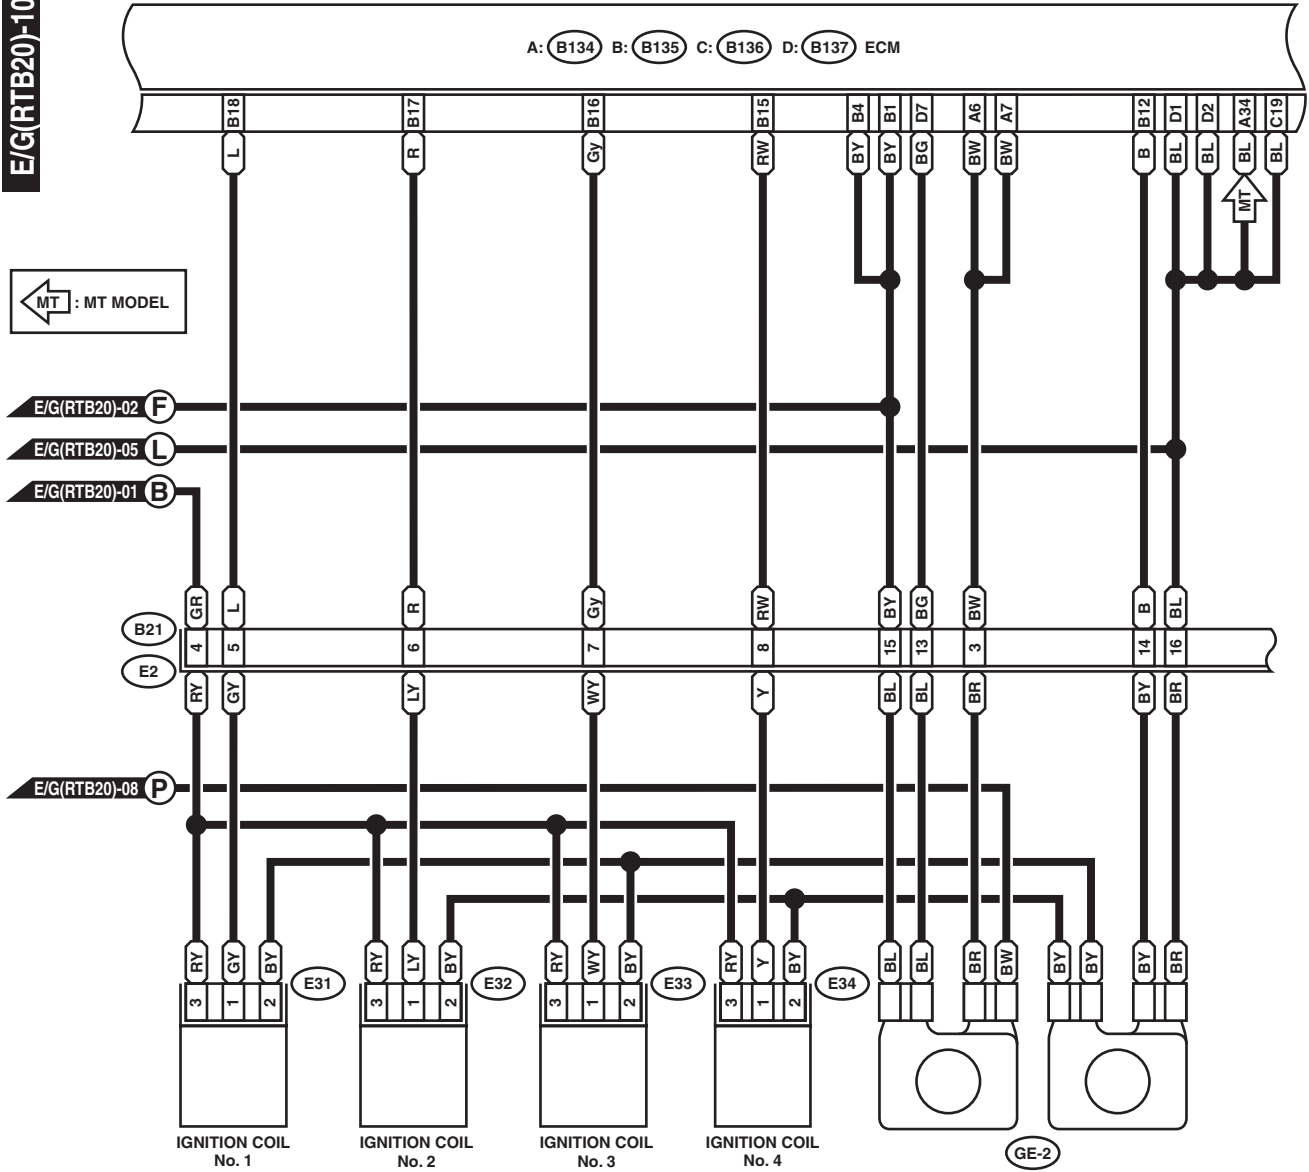 E/G(RTB20)-10
A: B134 B: B135 C: B136 D: B137 ECM
B18 B17 B16 B15 B4 B1 D7 A6 A7 B12 D1 D2 A34 C19
L R Gy RW BY BY BG BW BW B BL BL BL BL
MT
MT : MT MODEL
E/G(RTB20)-02 F
E/G(RTB20)-05 L
E/G(RTB20)-01 B
GR L R Gy RW BY BG BW B BL
B21
4 5 6 7 8 15 13 3 14 16
E2
RY GY LY WY Y BL BL BR BY BR
E/G(RTB20)-08 P
RY GY BY RY LY BY RY WY BY RY Y BY BL BL BR BW BY BY BY BR
3 1 2 E31 3 1 2 E32 3 1 2 E33 3 1 2 E34
IGNITION COIL IGNITION COIL IGNITION COIL IGNITION COIL
No. 1 No. 2 No. 3 No. 4
GE-2